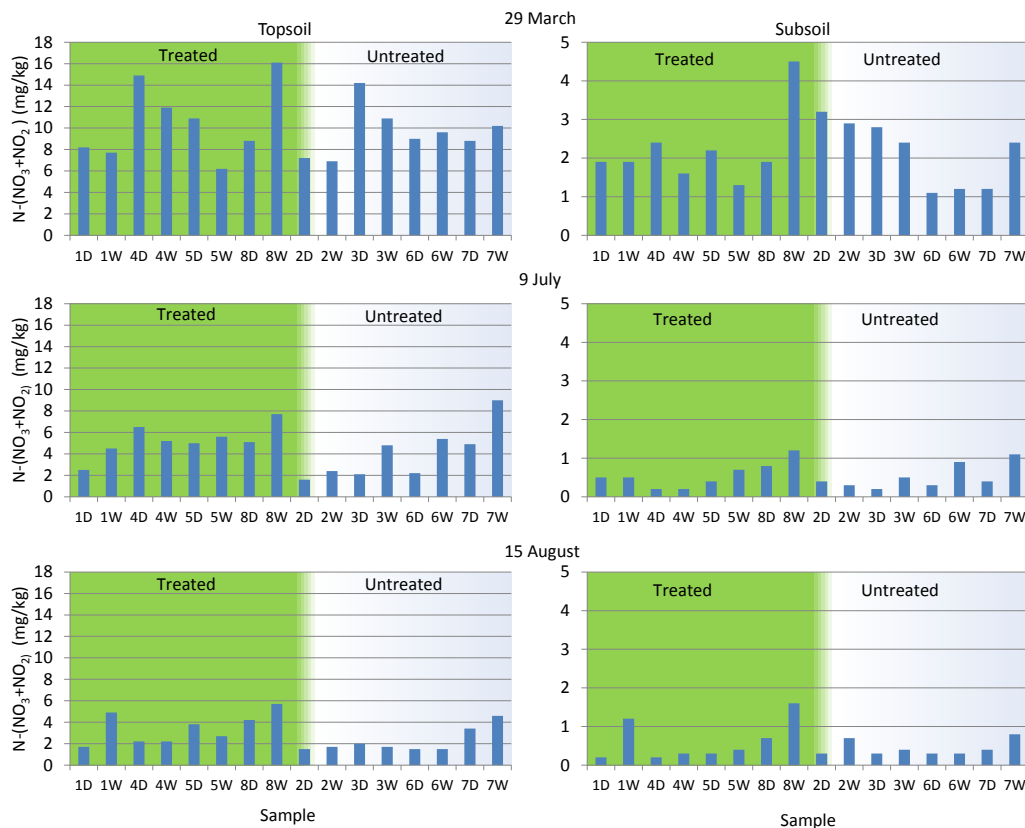 29 March
Topsoil
Subsoil
N-(NO3+NO2 ) (mg/kg)
18
16
14
12
10
8
6
4
2
0
Treated
Untreated
1D 1W 4D 4W 5D 5W 8D 8W 2D 2W 3D 3W 6D 6W 7D 7W
5
4
3
2
1
0
Treated
Untreated
1D 1W 4D 4W 5D 5W 8D 8W 2D 2W 3D 3W 6D 6W 7D 7W
9 July
N-(NO3+NO2) (mg/kg)
18
16
14
12
10
8
6
4
2
0
Treated
Untreated
1D 1W 4D 4W 5D 5W 8D 8W 2D 2W 3D 3W 6D 6W 7D 7W
5
4
3
2
1
0
Treated
Untreated
1D 1W 4D 4W 5D 5W 8D 8W 2D 2W 3D 3W 6D 6W 7D 7W
15 August
N-(NO3+NO2) (mg/kg)
18
16
14
12
10
8
6
4
2
0
Treated
Untreated
1D 1W 4D 4W 5D 5W 8D 8W 2D 2W 3D 3W 6D 6W 7D 7W
Sample
5
4
3
2
1
0
Treated
Untreated
1D 1W 4D 4W 5D 5W 8D 8W 2D 2W 3D 3W 6D 6W 7D 7W
Sample